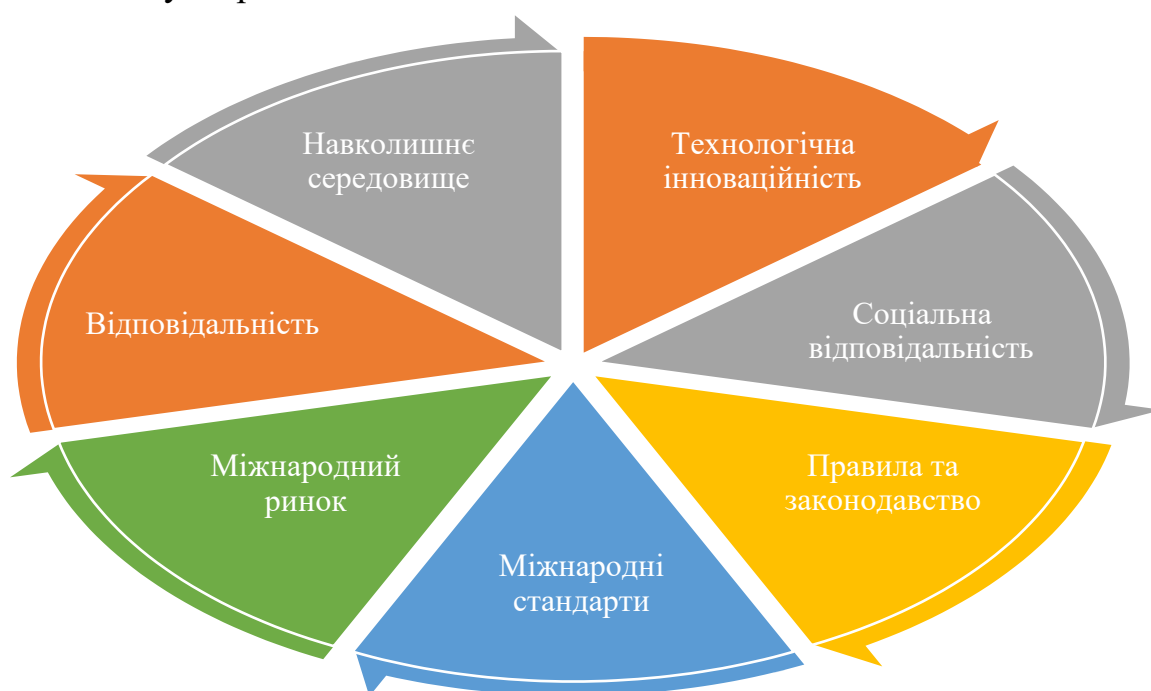 Навколишнє
середовище
Технологічна
інноваційність
Соціальна
відповідальність
Правила та
законодавство
Міжнародні
стандарти
Міжнародний
ринок
Відповідальність